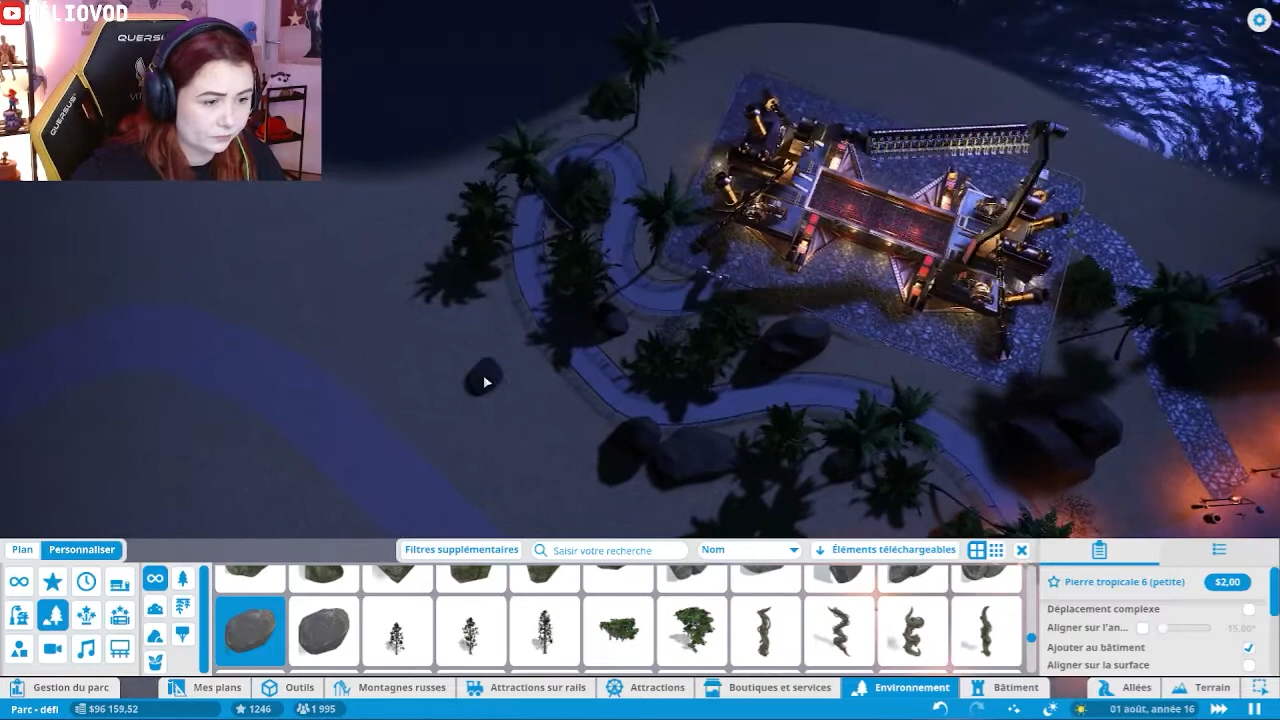 QUERSUS
QUERSUS
Plan
Personnaliser
Filtres supplémentaires
Saisir votre recherche
Nom
Éléments téléchargeables
Pierre tropicale 6 (petite)
$2,00
Déplacement complexe
Aligner sur l'an...
15.00°
Ajouter au bâtiment
Aligner sur la surface
Gestion du parc
Mes plans
Outils
Montagnes russes
Attractions sur rails
Attractions
Boutiques et services
Environnement
Bâtiment
Allées
Terrain
Parc - défi
$96 159,52
1246
1 995
01 août, année 16